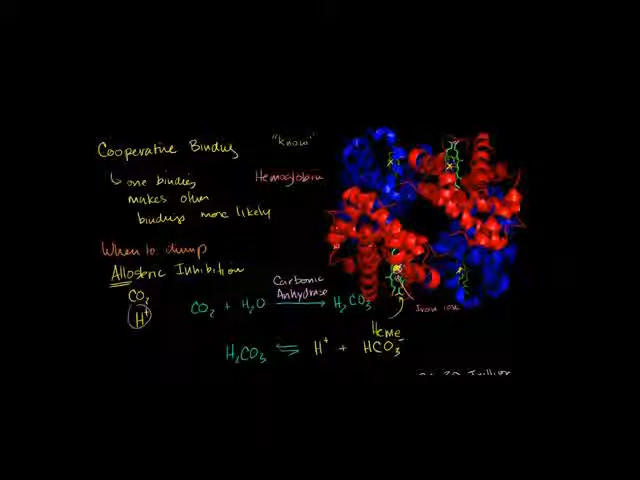 Cooperative Binding "know"
↳ one binding Hemoglobin
makes other
bindings more likely
When to dump
Allosteric Inhibition
CO2
H+
Carbonic
Anhydrase
CO2 + H2O → H2CO3
Iron ion
Heme
H2CO3 ⇌ H+ + HCO3-